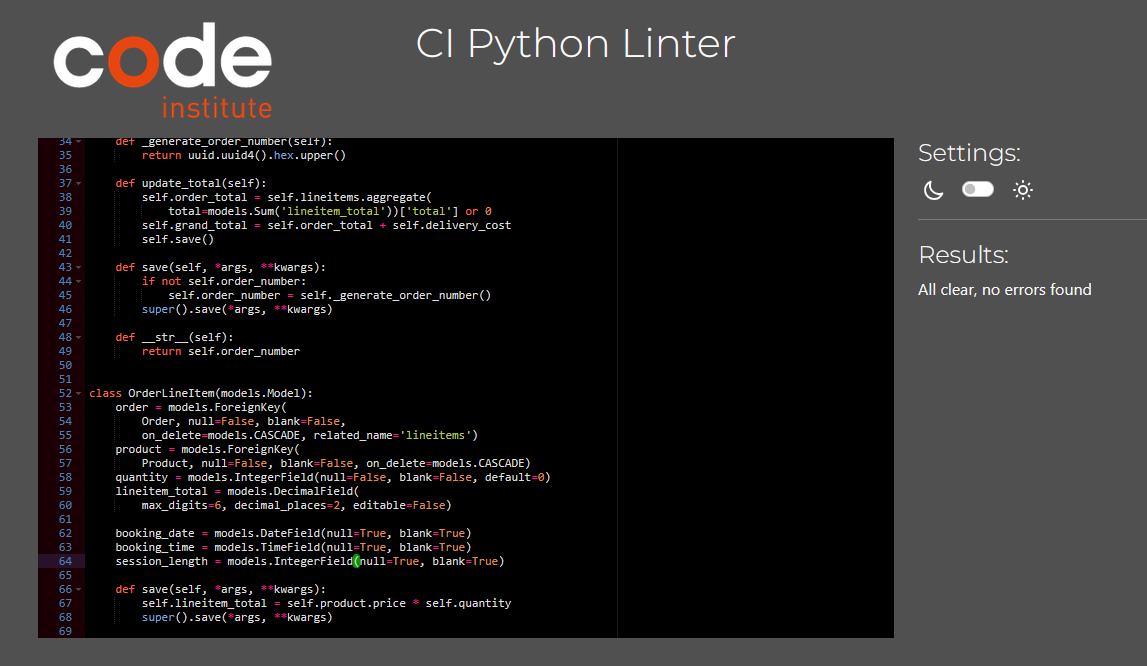 code
institute
CI Python Linter
34 def _generate_order_number(self):
35 return uuid.uuid4().hex.upper()
36
37 def update_total(self):
38 self.order_total = self.lineitems.aggregate(
39 total=models.Sum('lineitem_total'))['total'] or 0
40 self.grand_total = self.order_total + self.delivery_cost
41 self.save()
42
43 def save(self, *args, **kwargs):
44 if not self.order_number:
45 self.order_number = self._generate_order_number()
46 super().save(*args, **kwargs)
47
48 def __str__(self):
49 return self.order_number
50
51
52 class OrderLineItem(models.Model):
53 order = models.ForeignKey(
54 Order, null=False, blank=False,
55 on_delete=models.CASCADE, related_name='lineitems')
56 product = models.ForeignKey(
57 Product, null=False, blank=False, on_delete=models.CASCADE)
58 quantity = models.IntegerField(null=False, blank=False, default=0)
59 lineitem_total = models.DecimalField(
60 max_digits=6, decimal_places=2, editable=False)
61
62 booking_date = models.DateField(null=True, blank=True)
63 booking_time = models.TimeField(null=True, blank=True)
64 session_length = models.IntegerField(null=True, blank=True)
65
66 def save(self, *args, **kwargs):
67 self.lineitem_total = self.product.price * self.quantity
68 super().save(*args, **kwargs)
69
Settings:
Results:
All clear, no errors found